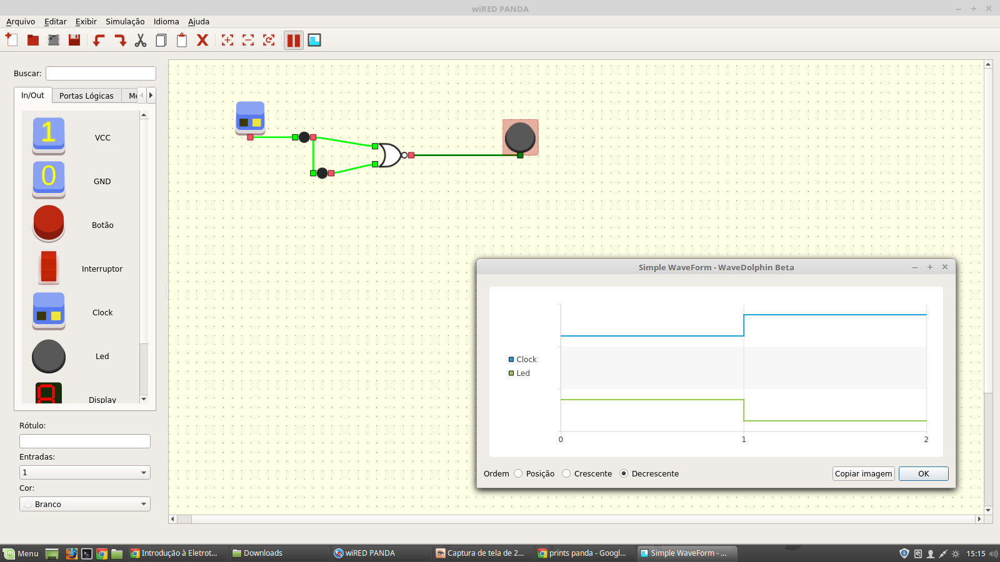 wiRED PANDA
Arquivo Editar Exibir Simulação Idioma Ajuda
Buscar:
In/Out Portas Lógicas Me
1 VCC
0 GND
Botão
Interruptor
Clock
Led
Display
Rótulo:
Entradas:
1
Cor:
Branco
Simple WaveForm - WaveDolphin Beta
Clock
Led
0 1 2
Ordem Posição Crescente Decrescente Copiar imagem OK
Menu Introdução à Eletrot... Downloads wiRED PANDA Captura de tela de 2... prints panda - Googl... Simple WaveForm - ... 15:15